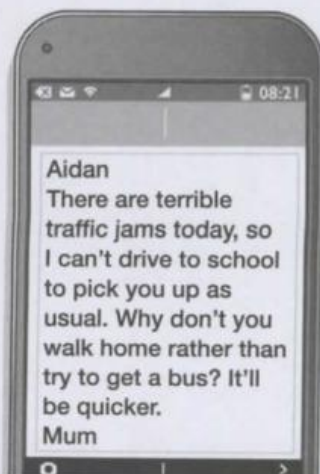 08:21
Aidan
There are terrible
traffic jams today, so
I can't drive to school
to pick you up as
usual. Why don't you
walk home rather than
try to get a bus? It'll
be quicker.
Mum